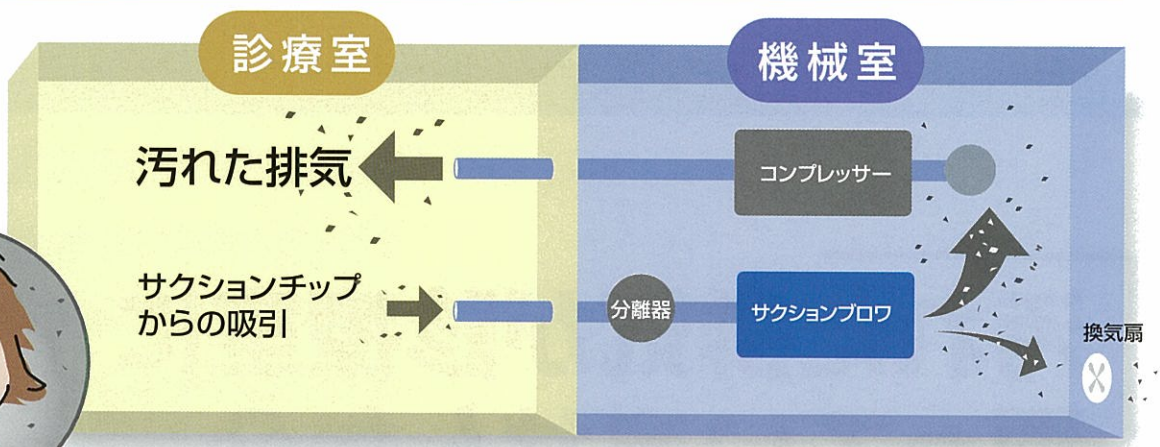 診療室
機械室
汚れた排気
コンプレッサー
サクションチップ
からの吸引
分離器
サクションブロワ
換気扇